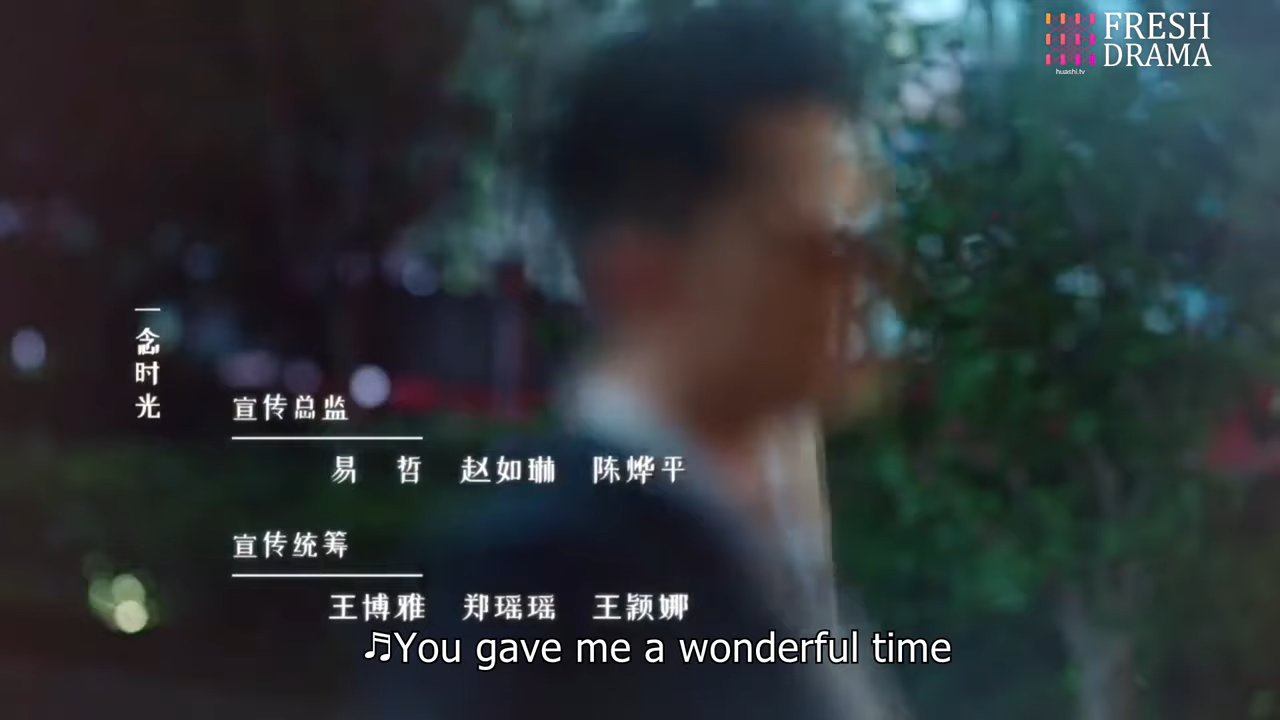 FRESH
DRAMA
huashi.tv
一念时光
宣传总监
易 哲 赵如琳 陈烨平
宣传统筹
王博雅 郑瑶瑶 王颖娜
♬You gave me a wonderful time